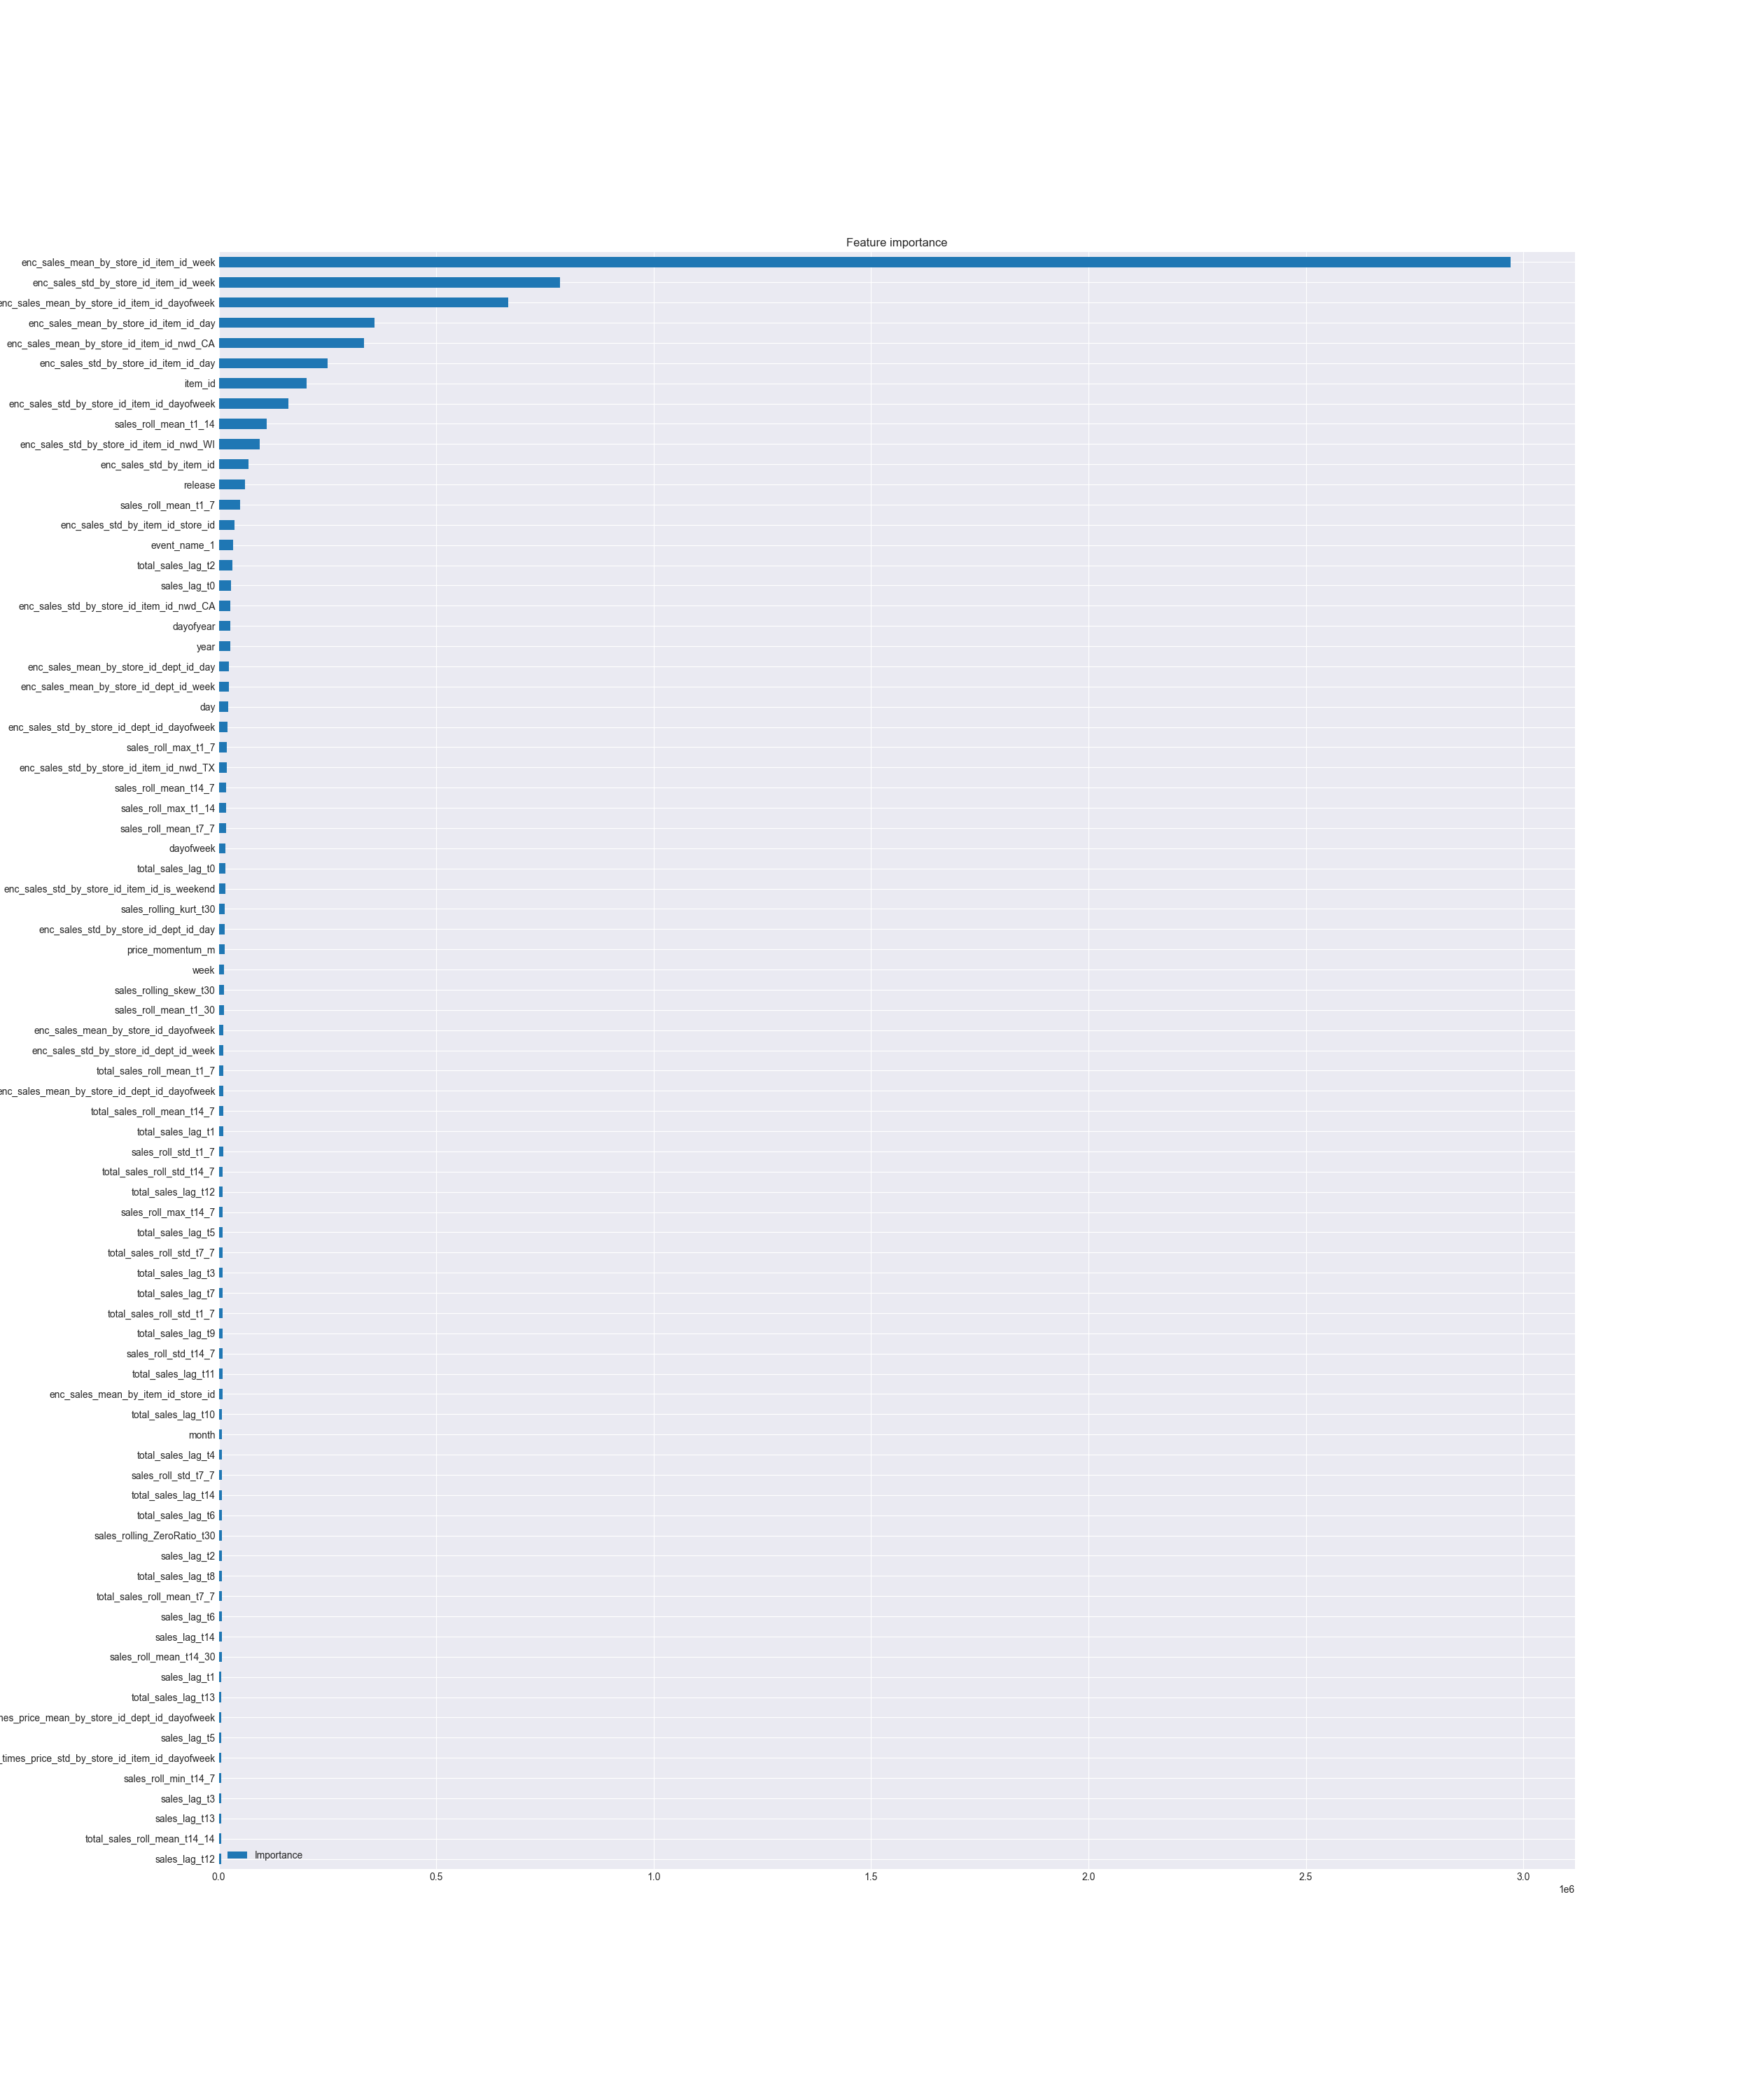 Feature importance
enc_sales_mean_by_store_id_item_id_week
enc_sales_std_by_store_id_item_id_week
enc_sales_mean_by_store_id_item_id_dayofweek
enc_sales_mean_by_store_id_item_id_day
enc_sales_mean_by_store_id_item_id_nwd_CA
enc_sales_std_by_store_id_item_id_day
item_id
enc_sales_std_by_store_id_item_id_dayofweek
sales_roll_mean_t1_14
enc_sales_std_by_store_id_item_id_nwd_WI
enc_sales_std_by_item_id
release
sales_roll_mean_t1_7
enc_sales_std_by_item_id_store_id
event_name_1
total_sales_lag_t2
sales_lag_t0
enc_sales_std_by_store_id_item_id_nwd_CA
dayofyear
year
enc_sales_mean_by_store_id_dept_id_day
enc_sales_mean_by_store_id_dept_id_week
day
enc_sales_std_by_store_id_dept_id_dayofweek
sales_roll_max_t1_7
enc_sales_std_by_store_id_item_id_nwd_TX
sales_roll_mean_t14_7
sales_roll_max_t1_14
sales_roll_mean_t7_7
dayofweek
total_sales_lag_t0
enc_sales_std_by_store_id_item_id_is_weekend
sales_rolling_kurt_t30
enc_sales_std_by_store_id_dept_id_day
price_momentum_m
week
sales_rolling_skew_t30
sales_roll_mean_t1_30
enc_sales_mean_by_store_id_dayofweek
enc_sales_std_by_store_id_dept_id_week
total_sales_roll_mean_t1_7
enc_sales_mean_by_store_id_dept_id_dayofweek
total_sales_roll_mean_t14_7
total_sales_lag_t1
sales_roll_std_t1_7
total_sales_roll_std_t14_7
total_sales_lag_t12
sales_roll_max_t14_7
total_sales_lag_t5
total_sales_roll_std_t7_7
total_sales_lag_t3
total_sales_lag_t7
total_sales_roll_std_t1_7
total_sales_lag_t9
sales_roll_std_t14_7
total_sales_lag_t11
enc_sales_mean_by_item_id_store_id
total_sales_lag_t10
month
total_sales_lag_t4
sales_roll_std_t7_7
total_sales_lag_t14
total_sales_lag_t6
sales_rolling_ZeroRatio_t30
sales_lag_t2
total_sales_lag_t8
total_sales_roll_mean_t7_7
sales_lag_t6
sales_lag_t14
sales_roll_mean_t14_30
sales_lag_t1
total_sales_lag_t13
nes_price_mean_by_store_id_dept_id_dayofweek
sales_lag_t5
_times_price_std_by_store_id_item_id_dayofweek
sales_roll_min_t14_7
sales_lag_t3
sales_lag_t13
total_sales_roll_mean_t14_14
sales_lag_t12
Importance
0.0 0.5 1.0 1.5 2.0 2.5 3.0
1e6